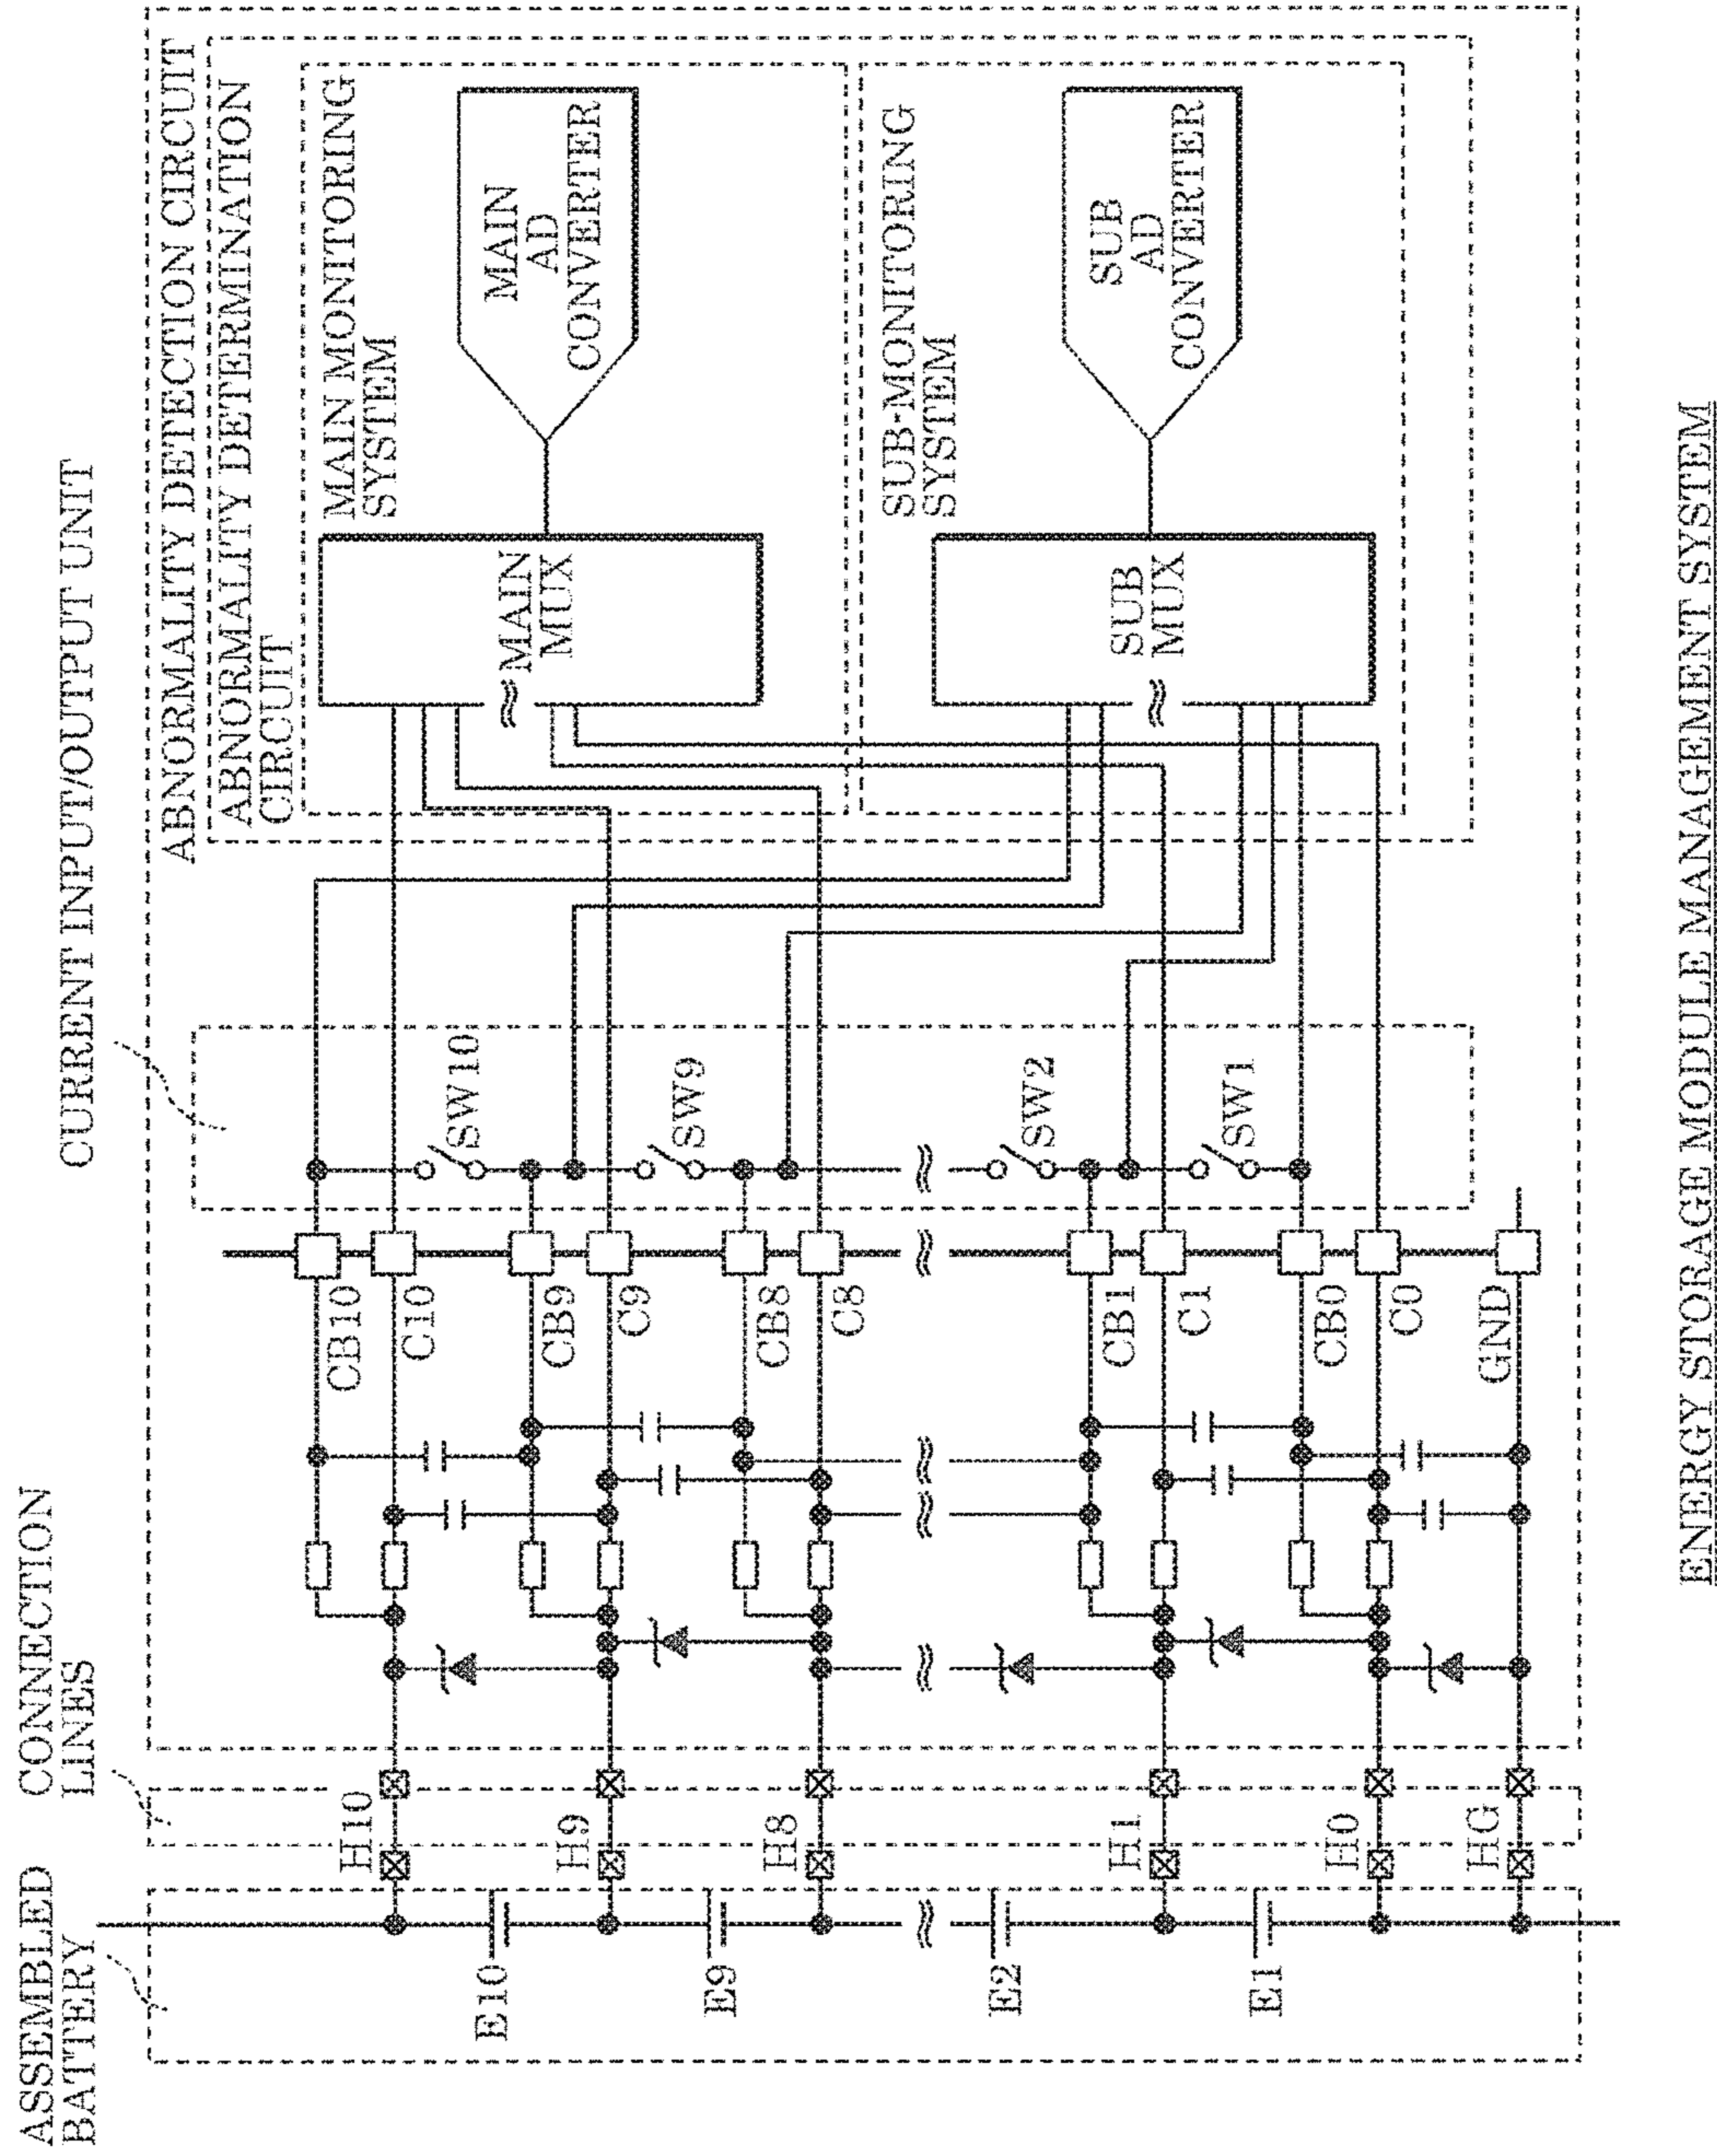 ASSEMBLED
BATTERY
CONNECTION
LINES
CURRENT INPUT/OUTPUT UNIT
ABNORMALITY DETECTION CIRCUIT
ABNORMALITY DETERMINATION
CIRCUIT
MAIN MONITORING
SYSTEM
MAIN
MUX
MAIN
AD
CONVERTER
SUB-MONITORING
SYSTEM
SUB
MUX
SUB
AD
CONVERTER
E10
E9
E2
E1
H10
H9
H8
H1
H0
HG
CB10
C10
CB9
C9
CB8
C8
CB1
C1
CB0
C0
GND
SW10
SW9
SW2
SW1
ENERGY STORAGE MODULE MANAGEMENT SYSTEM